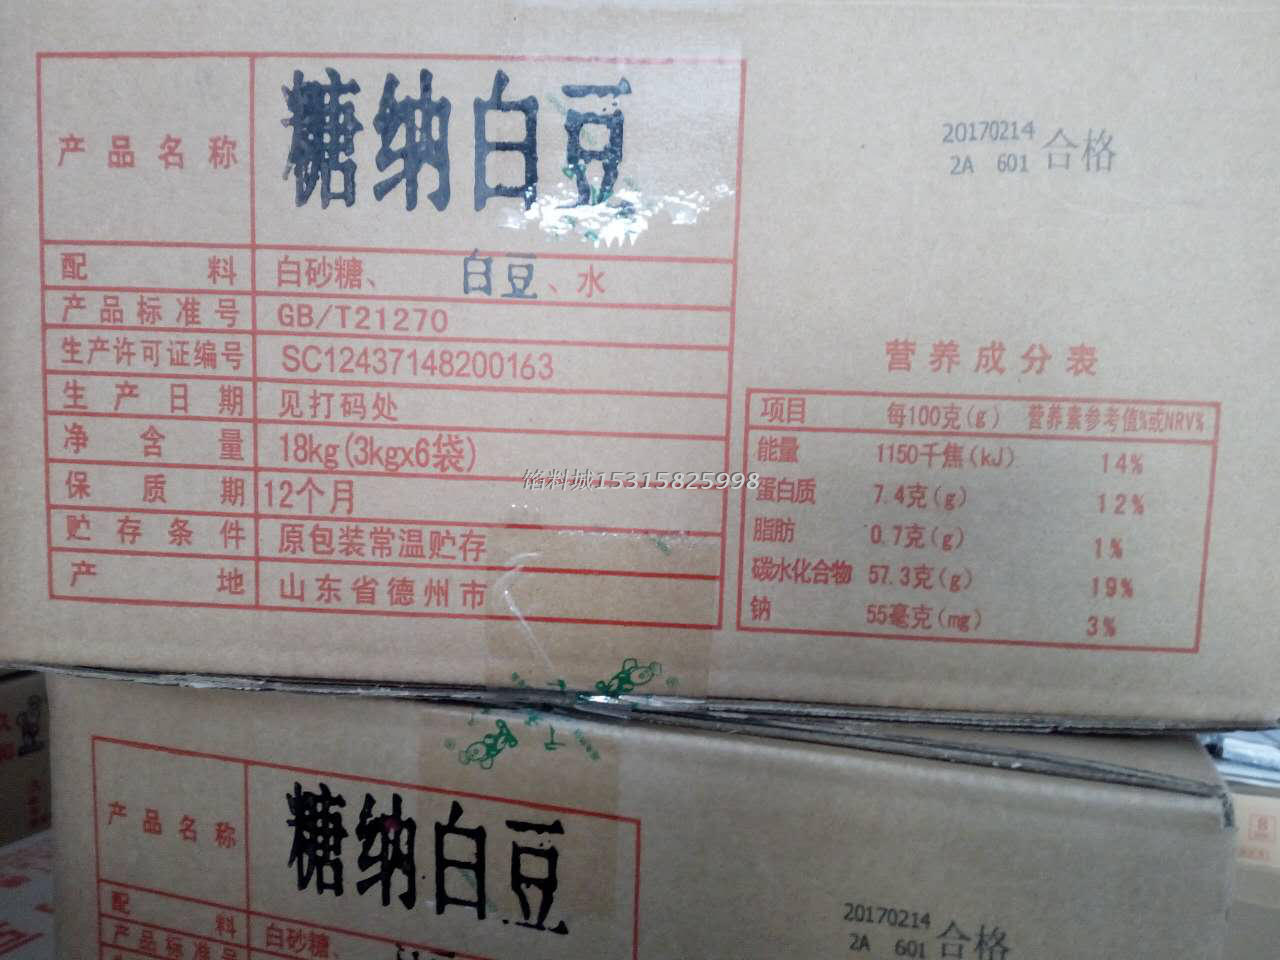 产品名称 糖纳白豆
配料 白砂糖、白豆、水
产品标准号 GB/T21270
生产许可证编号 SC12437148200163
生产日期 见打码处
净含量 18kg(3kgx6袋)
保质期 12个月
贮存条件 原包装常温贮存
产地 山东省德州市
20170214
2A 601 合格
营养成分表
项目 每100克(g) 营养素参考值%或NRV%
能量 1150千焦(kJ) 14%
蛋白质 7.4克(g) 12%
脂肪 0.7克(g) 1%
碳水化合物 57.3克(g) 19%
钠 55毫克(mg) 3%
馅料城15315825998
产品名称 糖纳白豆
配料 白砂糖、
产品标准号
20170214
2A 601 合格